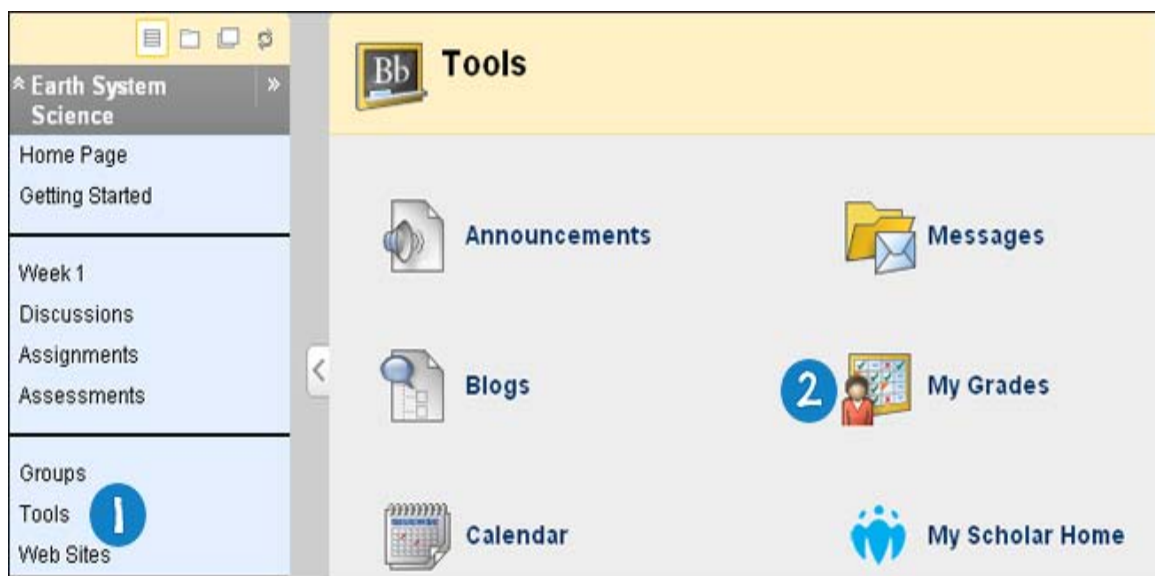 Earth System
Science
Home Page
Getting Started
Week 1
Discussions
Assignments
Assessments
Groups
Tools
1
Web Sites
Bb
Tools
Announcements
Messages
Blogs
2
My Grades
Calendar
My Scholar Home